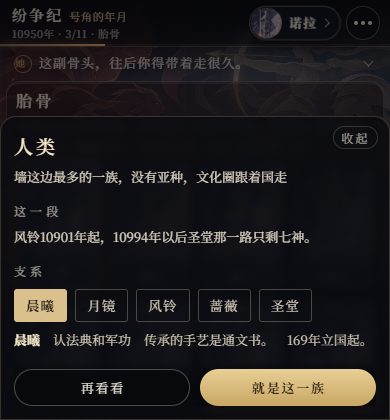 纷争纪 号角的年月
10950年 · 3/11 · 胎骨
诺拉
这副骨头，往后你得带着走很久。
胎骨
收起
人类
墙这边最多的一族，没有亚种，文化圈跟着国走
这一段
风铃10901年起，10994年以后圣堂那一路只剩七神。
支系
晨曦 月镜 风铃 蔷薇 圣堂
晨曦 认法典和军功 传承的手艺是通文书。 169年立国起。
再看看 就是这一族